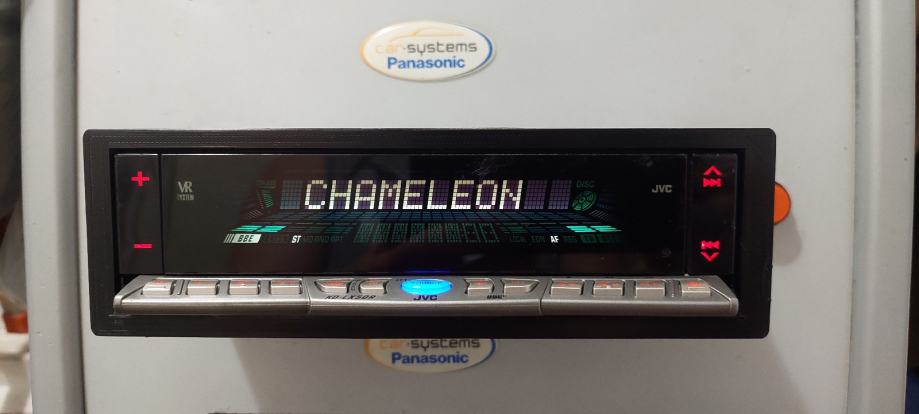 car-systems
Panasonic
VR
SYSTEM
CHAMELEON
DISC
JVC
BBE
ST
AF
KD-LX50R
JVC
car-systems
Panasonic